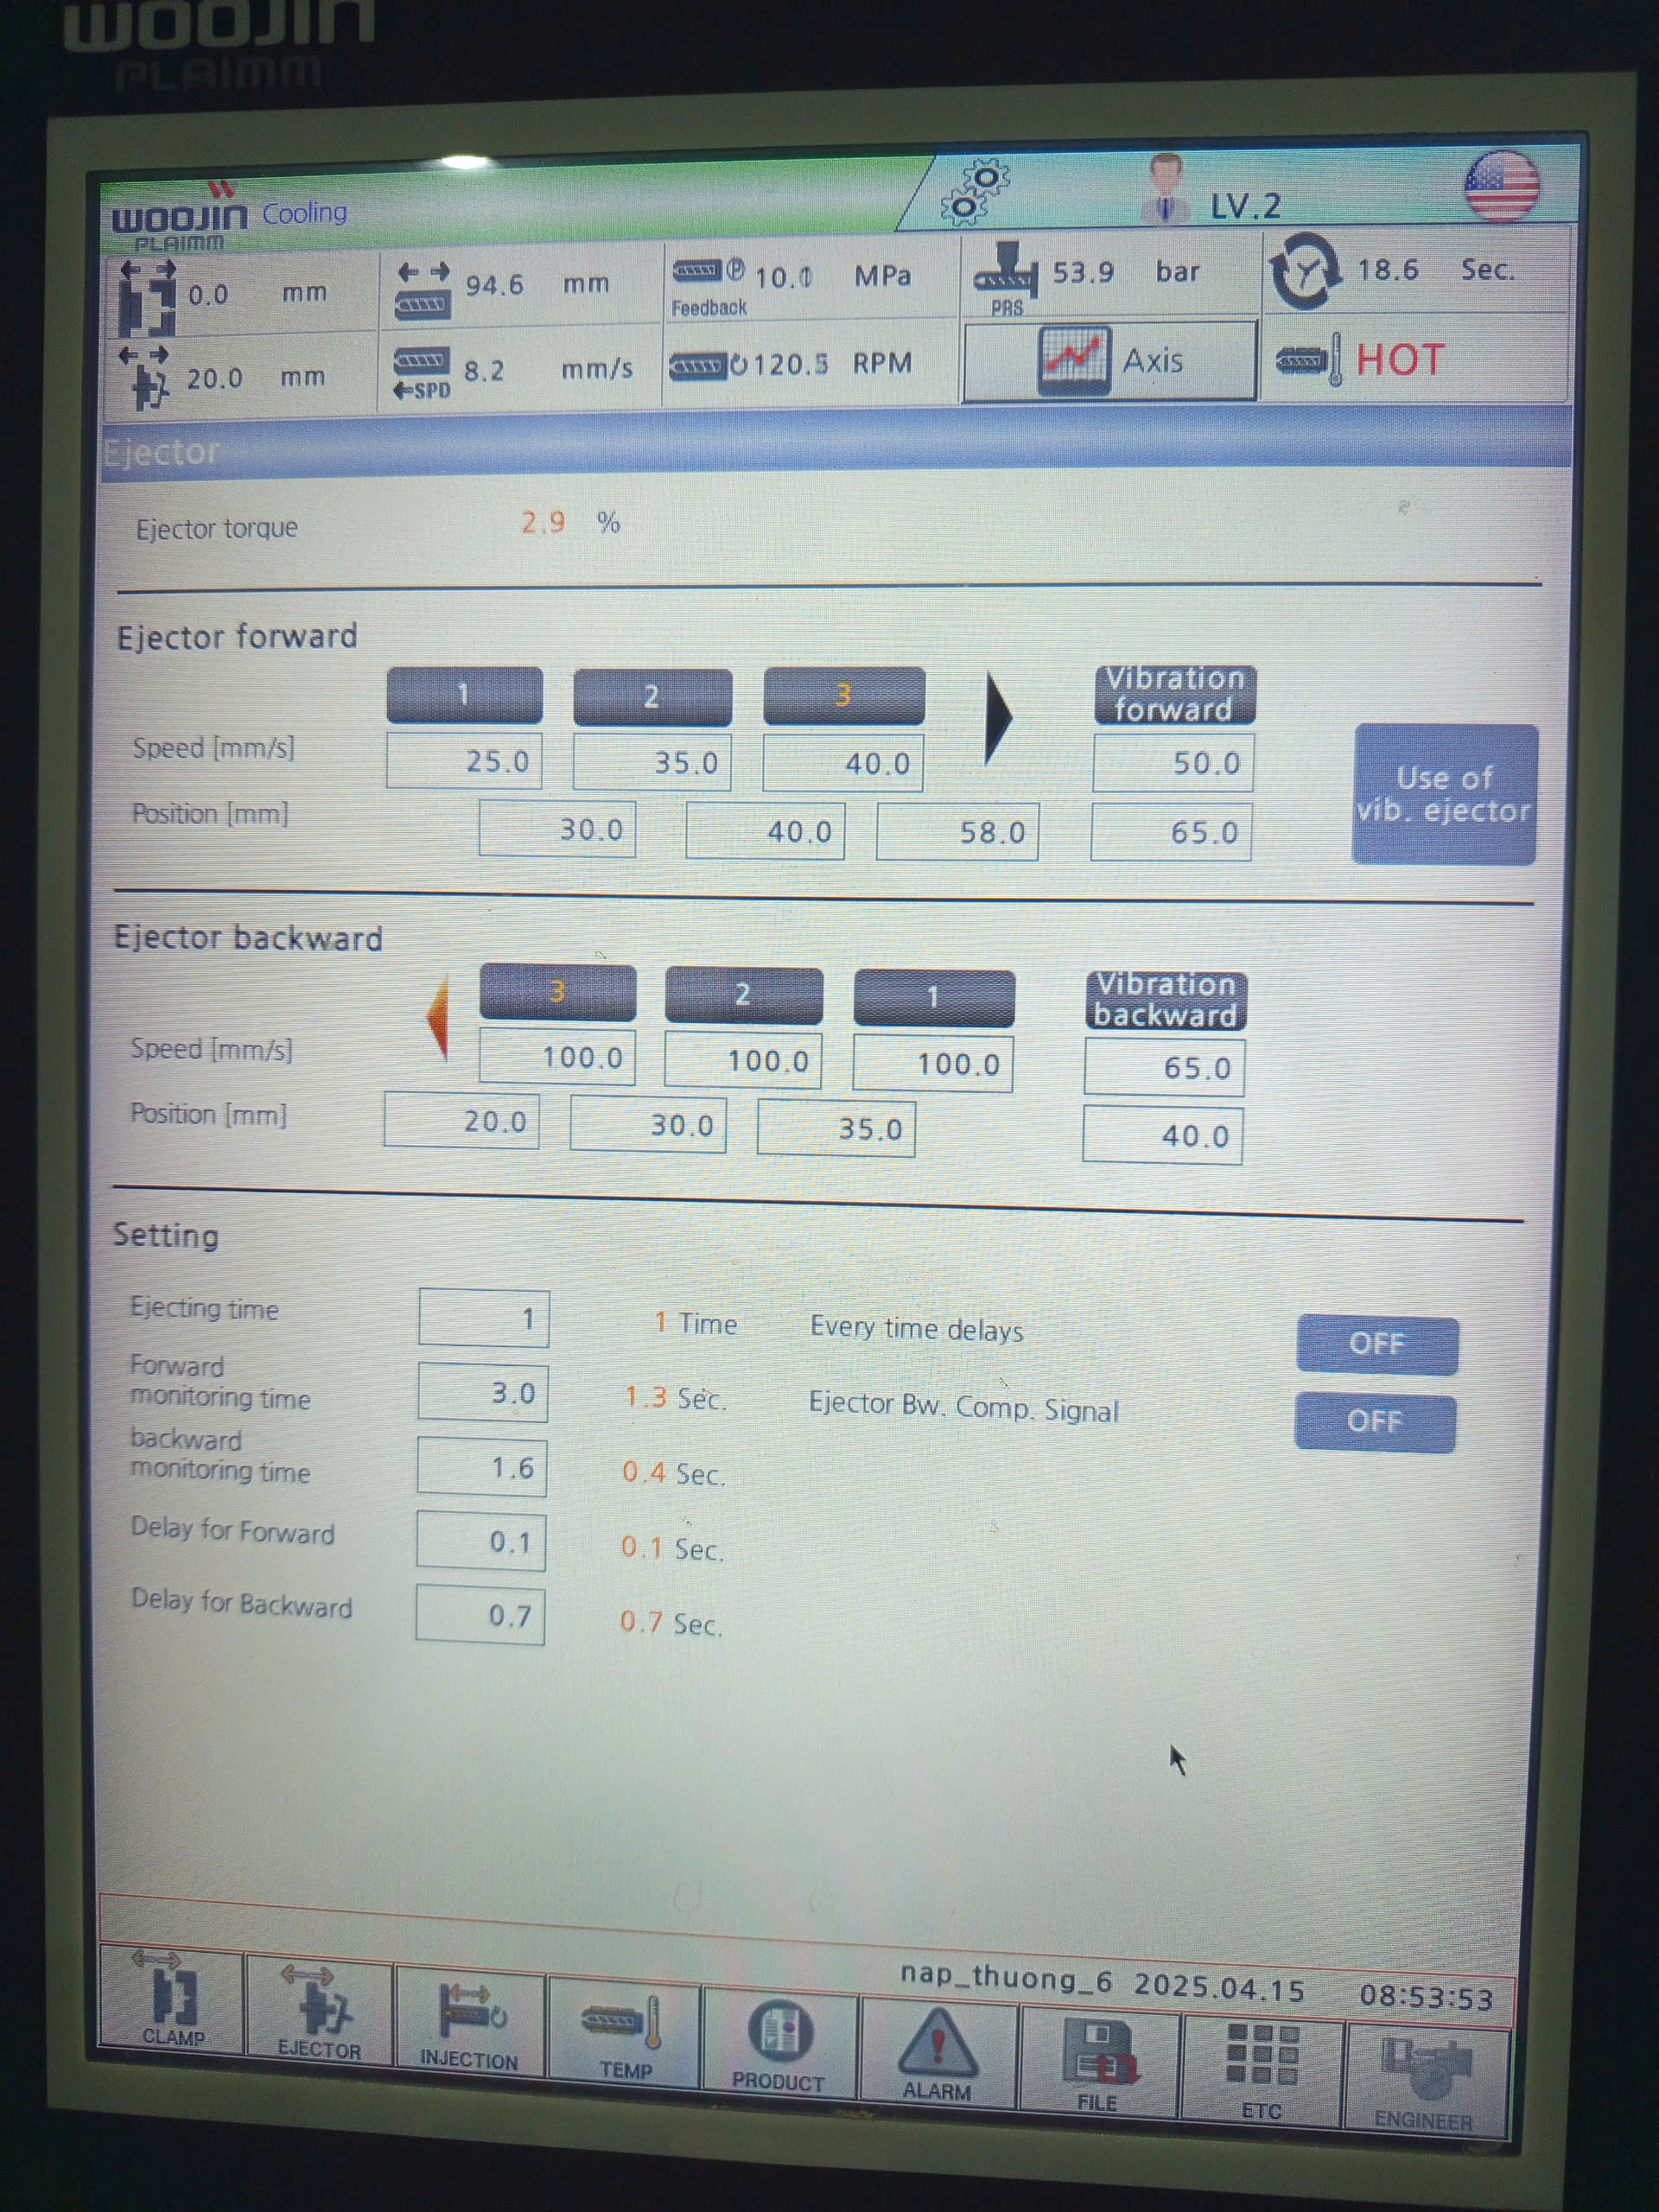 WOOJIN
PLAIMM
WOOJIN Cooling
PLAIMM
LV.2
0.0 mm
94.6 mm
Feedback
MPa
53.9 bar
PRS
18.6 Sec.
20.0 mm
SPD
8.2 mm/s
120.5 RPM
Axis
HOT
Ejector
Ejector torque 2.9 %
Ejector forward
1 2 3 Vibration forward
Speed [mm/s] 25.0 35.0 40.0 50.0
Use of vib. ejector
Position [mm] 30.0 40.0 58.0 65.0
Ejector backward
3 2 1 Vibration backward
Speed [mm/s] 100.0 100.0 100.0 65.0
Position [mm] 20.0 30.0 35.0 40.0
Setting
Ejecting time 1 1 Time Every time delays OFF
Forward monitoring time 3.0 1.3 Sec. Ejector Bw. Comp. Signal OFF
backward monitoring time 1.6 0.4 Sec.
Delay for Forward 0.1 0.1 Sec.
Delay for Backward 0.7 0.7 Sec.
nap_thuong_6 2025.04.15 08:53:53
CLAMP EJECTOR INJECTION TEMP PRODUCT ALARM FILE ETC ENGINEER